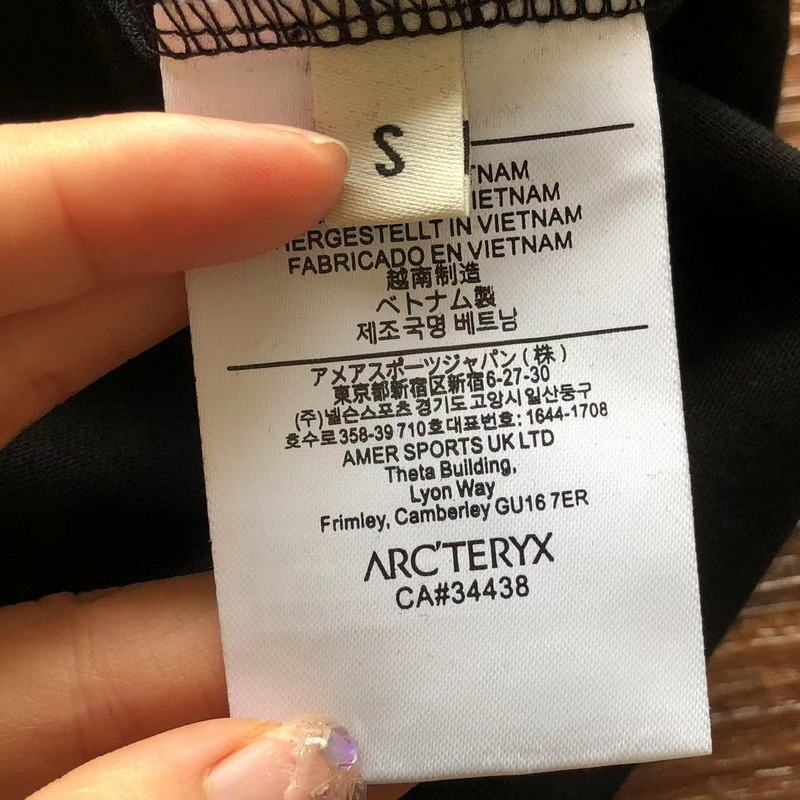 S
TNAM
IETNAM
HERGESTELLT IN VIETNAM
FABRICADO EN VIETNAM
越南制造
ベトナム製
제조국명 베트남
アメアスポーツジャパン(株)
東京都新宿区新宿6-27-30
(주)넬슨스포츠 경기도 고양시 일산동구
호수로358-39 710호대표번호: 1644-1708
AMER SPORTS UK LTD
Theta Building,
Lyon Way
Frimley, Camberley GU16 7ER
ARC'TERYX
CA#34438